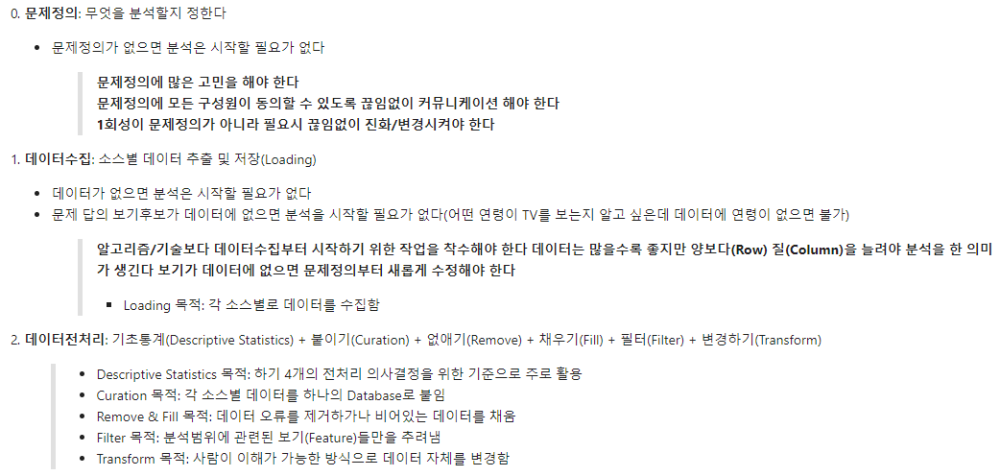 0. 문제정의: 무엇을 분석할지 정한다
• 문제정의가 없으면 분석은 시작할 필요가 없다
문제정의에 많은 고민을 해야 한다
문제정의에 모든 구성원이 동의할 수 있도록 끊임없이 커뮤니케이션 해야 한다
1회성이 문제정의가 아니라 필요시 끊임없이 진화/변경시켜야 한다
1. 데이터수집: 소스별 데이터 추출 및 저장(Loading)
• 데이터가 없으면 분석은 시작할 필요가 없다
• 문제 답의 보기후보가 데이터에 없으면 분석을 시작할 필요가 없다(어떤 연령이 TV를 보는지 알고 싶은데 데이터에 연령이 없으면 불가)
알고리즘/기술보다 데이터수집부터 시작하기 위한 작업을 착수해야 한다 데이터는 많을수록 좋지만 양보다(Row) 질(Column)을 늘려야 분석을 한 의미
가 생긴다 보기가 데이터에 없으면 문제정의부터 새롭게 수정해야 한다
▪ Loading 목적: 각 소스별로 데이터를 수집함
2. 데이터전처리: 기초통계(Descriptive Statistics) + 붙이기(Curation) + 없애기(Remove) + 채우기(Fill) + 필터(Filter) + 변경하기(Transform)
• Descriptive Statistics 목적: 하기 4개의 전처리 의사결정을 위한 기준으로 주로 활용
• Curation 목적: 각 소스별 데이터를 하나의 Database로 붙임
• Remove & Fill 목적: 데이터 오류를 제거하가나 비어있는 데이터를 채움
• Filter 목적: 분석범위에 관련된 보기(Feature)들만을 추려냄
• Transform 목적: 사람이 이해가 가능한 방식으로 데이터 자체를 변경함